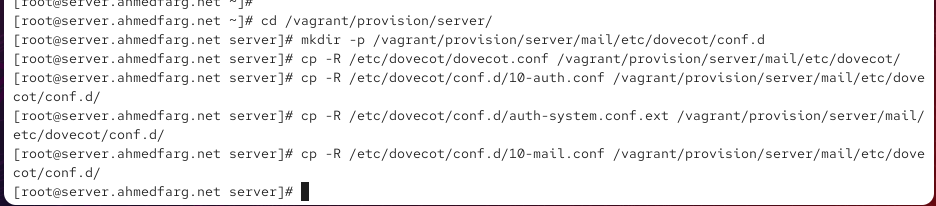 [root@server.ahmedfarg.net ~]#
[root@server.ahmedfarg.net ~]# cd /vagrant/provision/server/
[root@server.ahmedfarg.net server]# mkdir -p /vagrant/provision/server/mail/etc/dovecot/conf.d
[root@server.ahmedfarg.net server]# cp -R /etc/dovecot/dovecot.conf /vagrant/provision/server/mail/etc/dovecot/
[root@server.ahmedfarg.net server]# cp -R /etc/dovecot/conf.d/10-auth.conf /vagrant/provision/server/mail/etc/dove
cot/conf.d/
[root@server.ahmedfarg.net server]# cp -R /etc/dovecot/conf.d/auth-system.conf.ext /vagrant/provision/server/mail/
etc/dovecot/conf.d/
[root@server.ahmedfarg.net server]# cp -R /etc/dovecot/conf.d/10-mail.conf /vagrant/provision/server/mail/etc/dove
cot/conf.d/
[root@server.ahmedfarg.net server]#